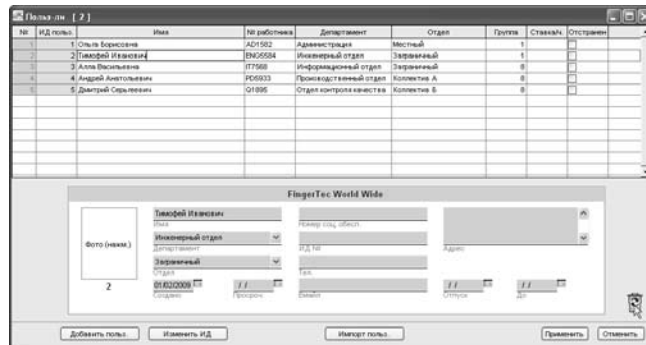 Польз-ли [ 2 ]
№ ИД польз. Имя № работника Департамент Отдел Группа Ставка/ч. Отстранен
1 1 Ольга Борисовна AD1582 Администрация Местный 1
2 2 Тимофей Иванович ENG5584 Инженерный отдел Заграничный 1
3 3 Алла Васильевна IT7568 Информационный отдел Заграничный 8
4 4 Андрей Анатольевич PD5933 Производственный отдел Коллектив А 8
5 5 Дмитрий Сергеевич Q1895 Отдел контроля качества Коллектив Б 8
FingerTec World Wide
Фото (нажм.)
2
Тимофей Иванович
Имя
Номер соц. обесп.
Инженерный отдел
Департамент
ИД №
Адрес
Заграничный
Отдел
Тел.
01/02/2009 / / / / / /
Создано Просроч. Емэйл Отпуск До
Добавить польз. Изменить ИД Импорт польз. Применить Отменить